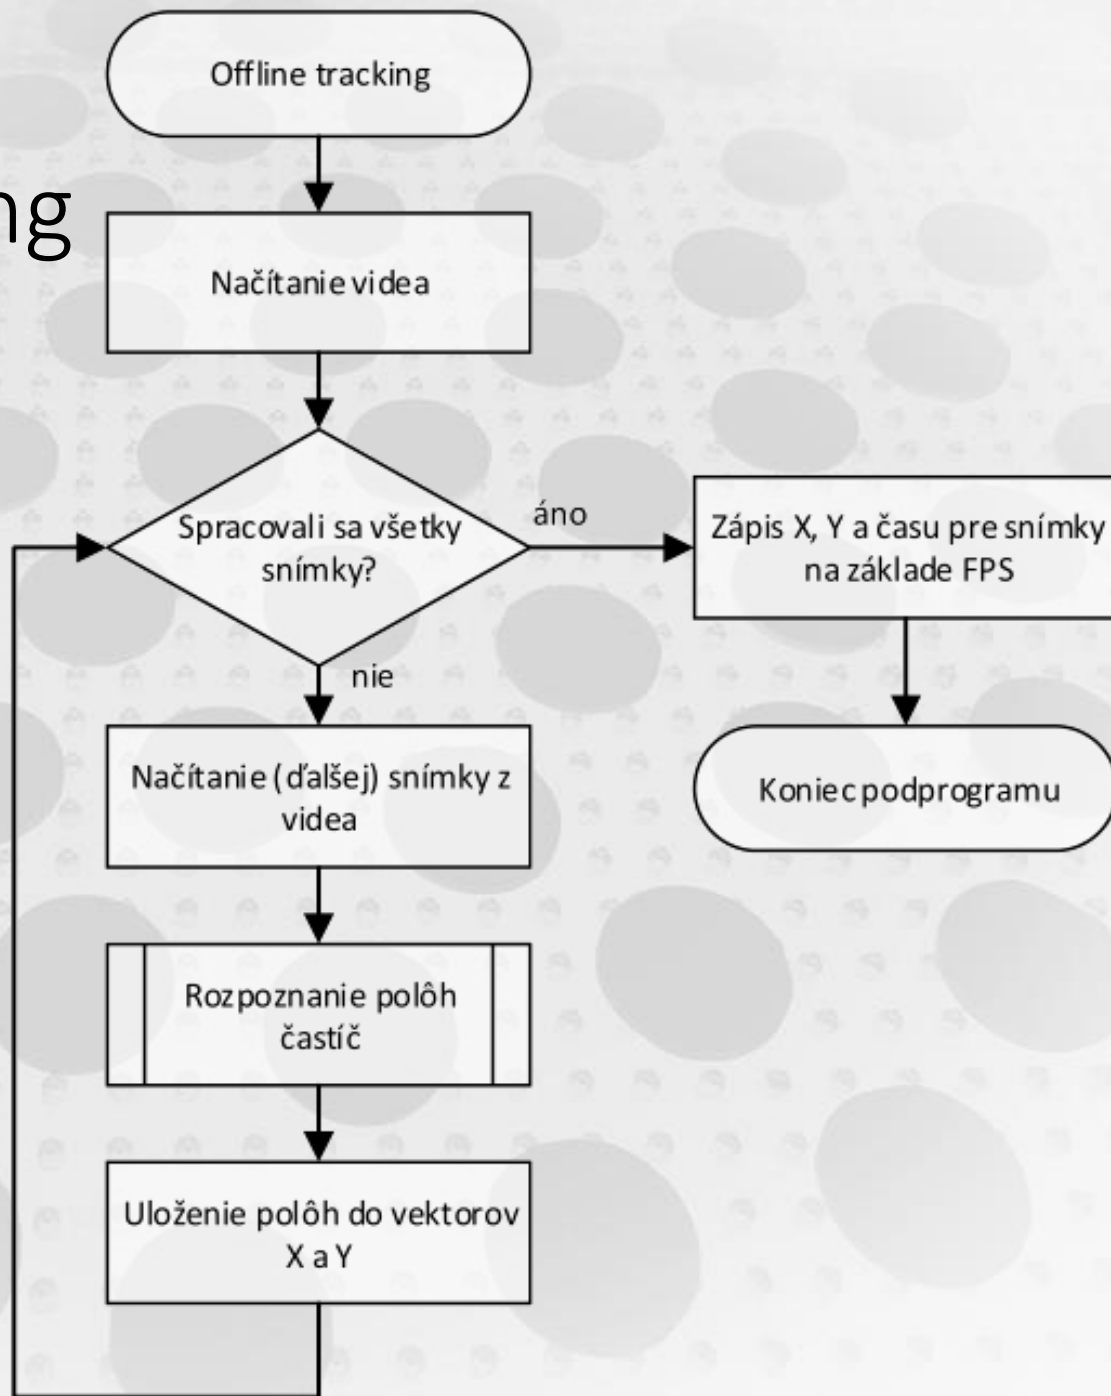 Offline tracking
ng
Načítanie videa
Spracovali sa všetky
snímky?
áno
Zápis X, Y a času pre snímky
na základe FPS
nie
Načítanie (ďalšej) snímky z
videa
Koniec podprogramu
Rozpoznanie polôh
častíč
Uloženie polôh do vektorov
X a Y